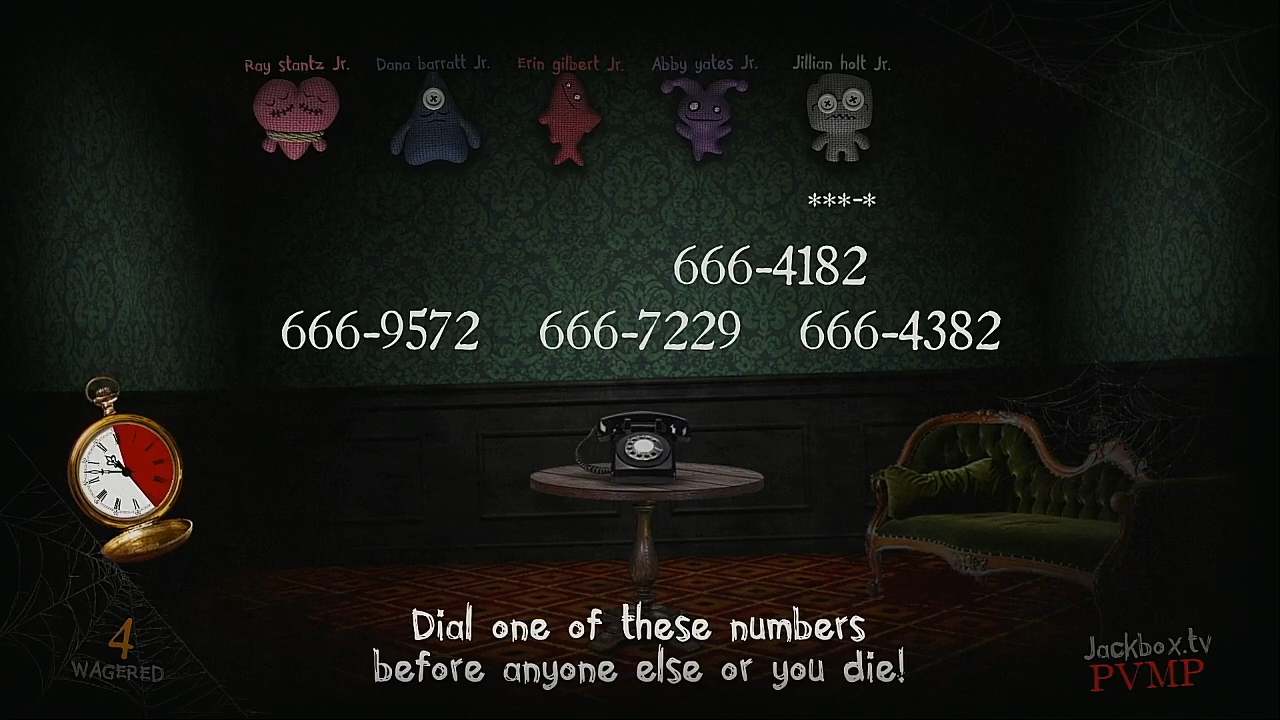 Ray stantz Jr. Dana barratt Jr. Erin gilbert Jr. Abby yates Jr. Jillian holt Jr.
***-*
666-4182
666-9572 666-7229 666-4382
Dial one of these numbers
before anyone else or you die!
4
WAGERED
Jackbox.tv
PVMP